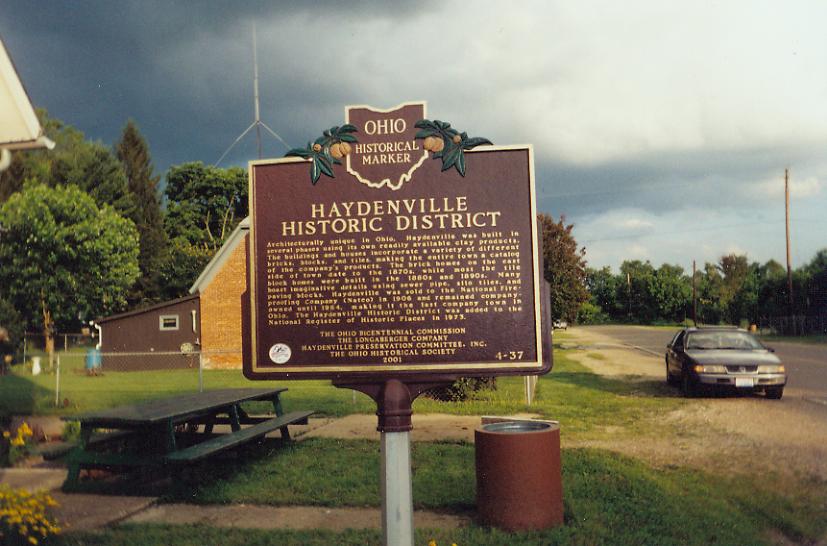 OHIO
HISTORICAL
MARKER
HAYDENVILLE
HISTORIC DISTRICT
Architecturally unique in Ohio, Haydenville was built in
several phases using its own readily available clay products.
The buildings and houses incorporate a variety of different
bricks, blocks, and tiles, making the entire town a catalog
of the company's products. The brick homes on the east
side of town date to the 1870s, while most of the tile
block homes were built in the 1880s and 1890s. Many
boast imaginative details using sewer pipe, silo tiles, and
paving blocks. Haydenville was sold to the National Fire
proofing Company (Natco) in 1906 and remained company-
owned until 1964, making it the last company town in
Ohio. The Haydenville Historic District was added to the
National Register of Historic Places in 1973.
THE OHIO BICENTENNIAL COMMISSION
THE LONGABERGER COMPANY
HAYDENVILLE PRESERVATION COMMITTEE, INC.
THE OHIO HISTORICAL SOCIETY
2001
4-37